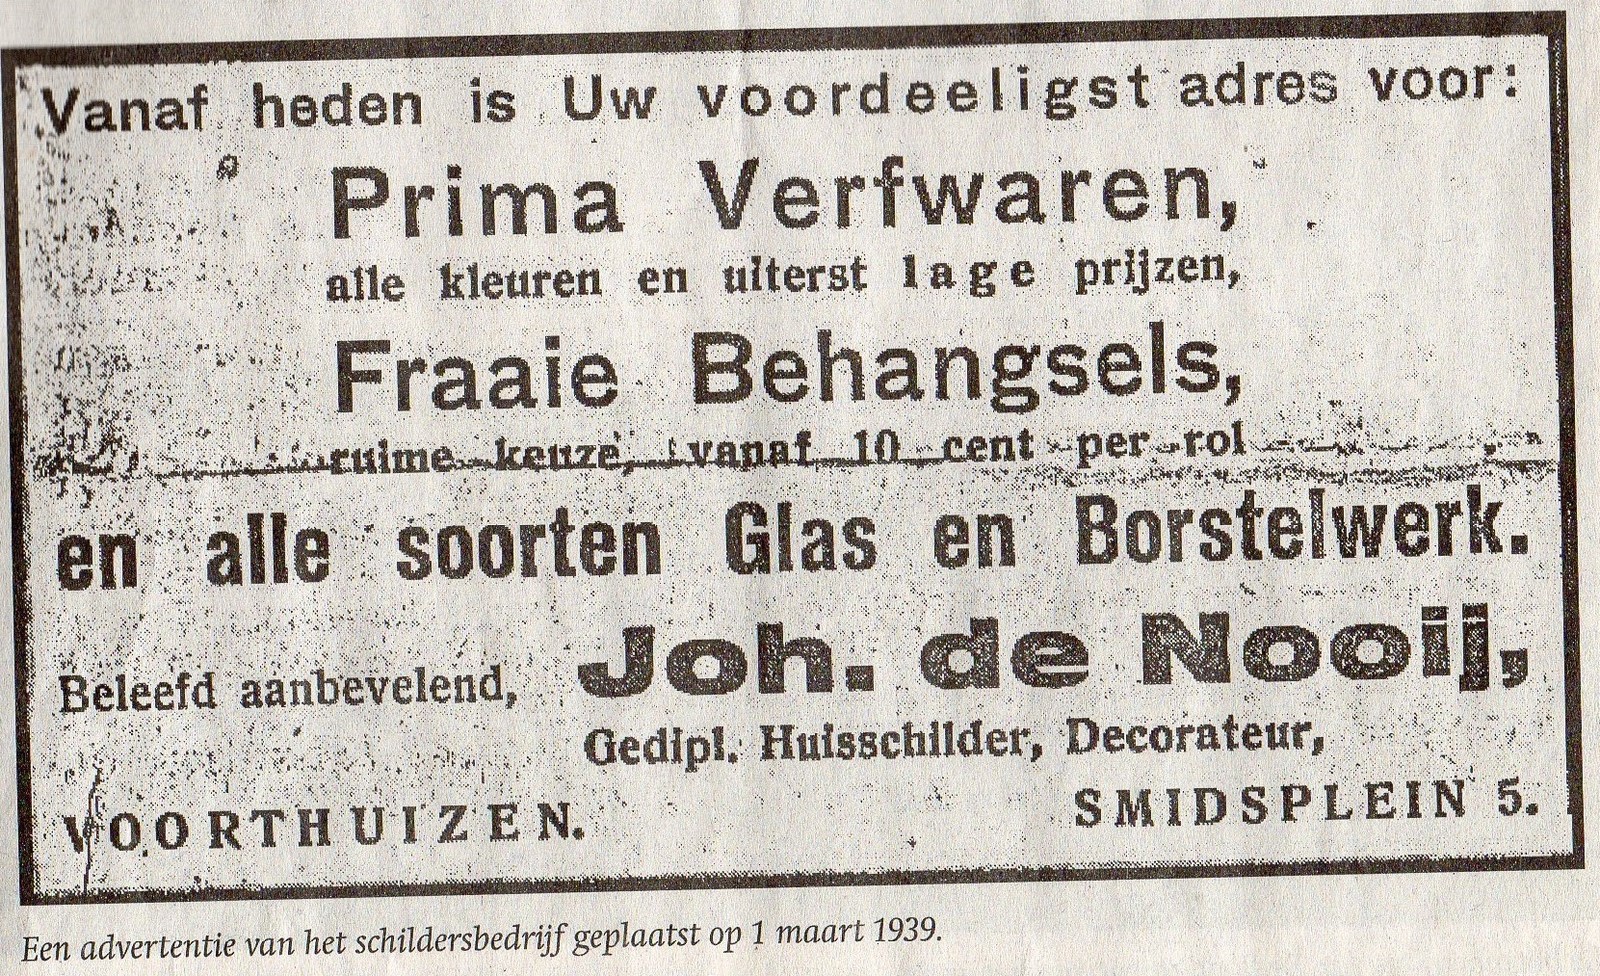 Vanaf heden is Uw voordeeligst adres voor:
Prima Verfwaren,
alle kleuren en uiterst lage prijzen,
Fraaie Behangsels,
ruime keuze, vanaf 10 cent per rol
en alle soorten Glas en Borstelwerk.
Beleefd aanbevelend, Joh. de Nooij,
Gedipl. Huisschilder, Decorateur,
VOORTHUIZEN. SMIDSPLEIN 5.
Een advertentie van het schildersbedrijf geplaatst op 1 maart 1939.